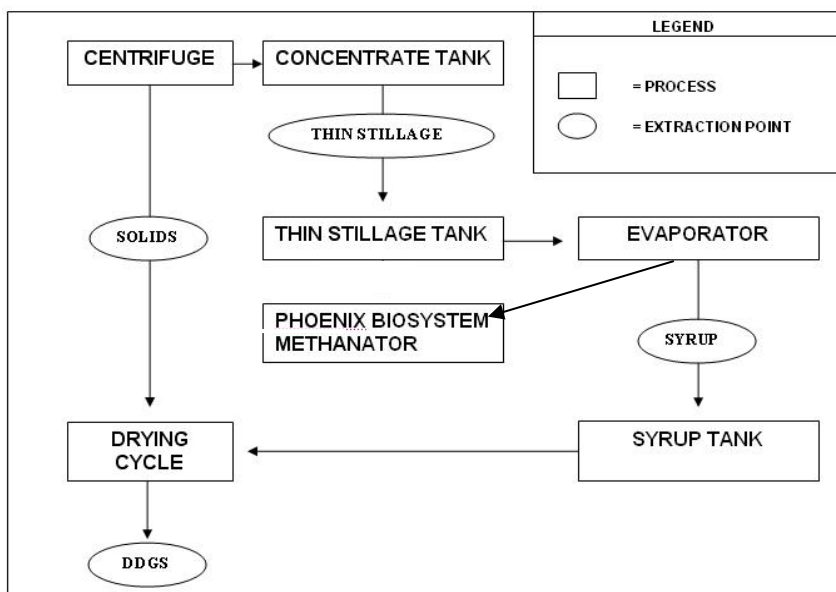 LEGEND
= PROCESS
= EXTRACTION POINT
CENTRIFUGE
CONCENTRATE TANK
THIN STILLAGE
SOLIDS
THIN STILLAGE TANK
EVAPORATOR
PHOENIX BIOSYSTEM
METHANATOR
SYRUP
DRYING
CYCLE
SYRUP TANK
DDGS